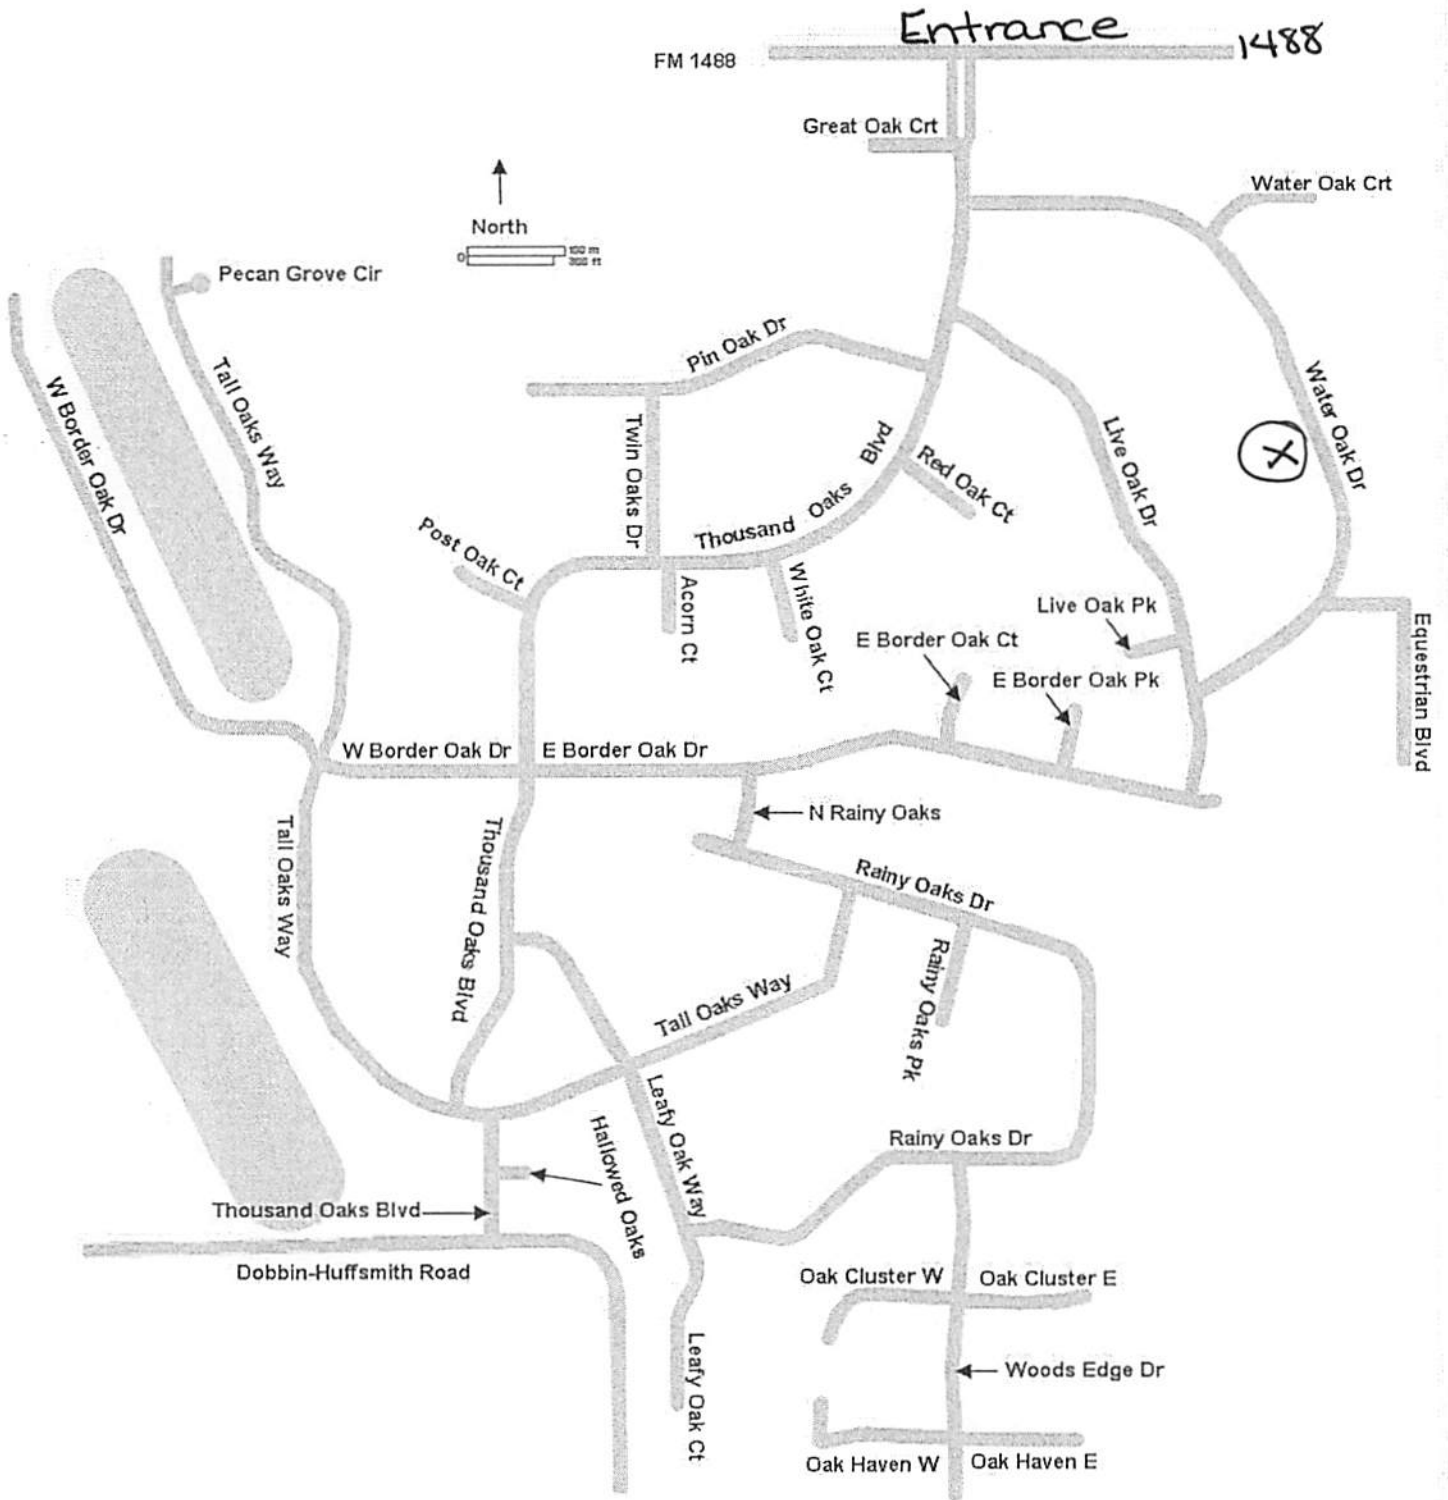 Entrance
FM 1488
1488
Great Oak Crt
Water Oak Crt
North
0
100 m
300 ft
Pecan Grove Cir
Pin Oak Dr
Tall Oaks Way
W Border Oak Dr
Twin Oaks Dr
Thousand Oaks Blvd
Red Oak Ct
Live Oak Dr
Water Oak Dr
X
Post Oak Ct
Acorn Ct
White Oak Ct
Live Oak Pk
E Border Oak Ct
E Border Oak Pk
Equestrian Blvd
W Border Oak Dr
E Border Oak Dr
N Rainy Oaks
Tall Oaks Way
Thousand Oaks Blvd
Rainy Oaks Dr
Rainy Oaks Pk
Tall Oaks Way
Leafy Oak Way
Hallowed Oaks
Rainy Oaks Dr
Thousand Oaks Blvd
Dobbin-Huffsmith Road
Oak Cluster W
Oak Cluster E
Leafy Oak Ct
Woods Edge Dr
Oak Haven W
Oak Haven E